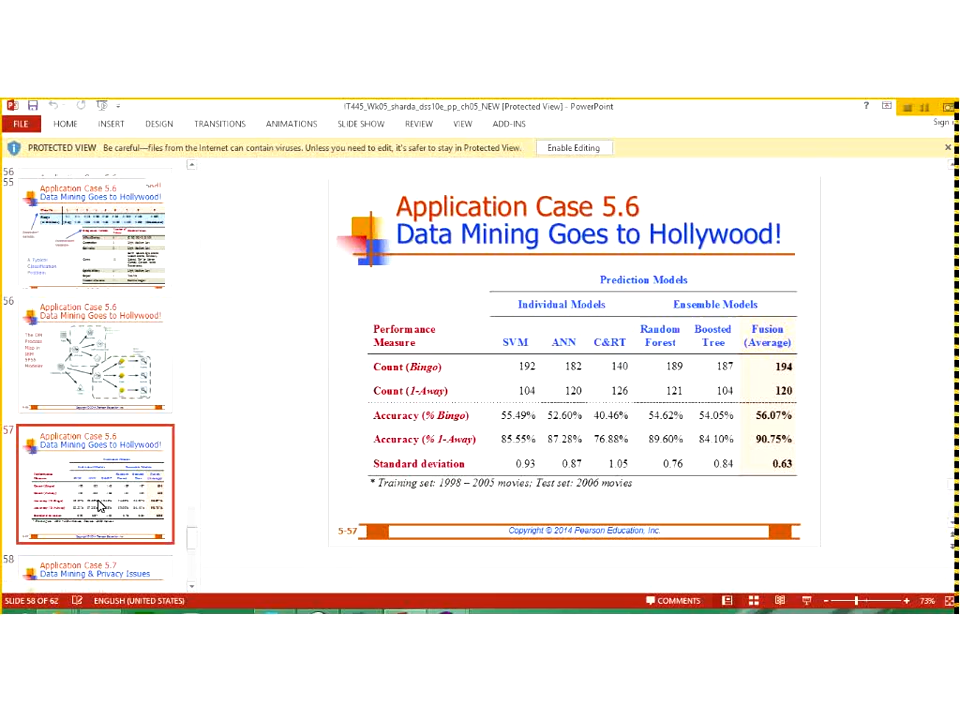 IT445_Wk05_sharda_dss10e_pp_ch05_NEW [Protected View] - PowerPoint
?
Sign
FILE HOME INSERT DESIGN TRANSITIONS ANIMATIONS SLIDE SHOW REVIEW VIEW ADD-INS
PROTECTED VIEW Be careful—files from the Internet can contain viruses. Unless you need to edit, it's safer to stay in Protected View. Enable Editing
56
55
Application Case 5.6
Data Mining Goes to Hollywood!
A Fusion
Classification
Problem
56
Application Case 5.6
Data Mining Goes to Hollywood!
The DM
Process
Map in
57
Application Case 5.6
Data Mining Goes to Hollywood!
58
Application Case 5.7
Data Mining & Privacy Issues
Application Case 5.6
Data Mining Goes to Hollywood!
Prediction Models
Individual Models Ensemble Models
Performance Measure SVM ANN C&RT Random Forest Boosted Tree Fusion (Average)
Count (Bingo) 192 182 140 189 187 194
Count (1-Away) 104 120 126 121 104 120
Accuracy (% Bingo) 55.49% 52.60% 40.46% 54.62% 54.05% 56.07%
Accuracy (% 1-Away) 85.55% 87.28% 76.88% 89.60% 84.10% 90.75%
Standard deviation 0.93 0.87 1.05 0.76 0.84 0.63
* Training set: 1998 – 2005 movies; Test set: 2006 movies
5-57 Copyright © 2014 Pearson Education, Inc.
SLIDE 58 OF 62 ENGLISH (UNITED STATES) COMMENTS 73%